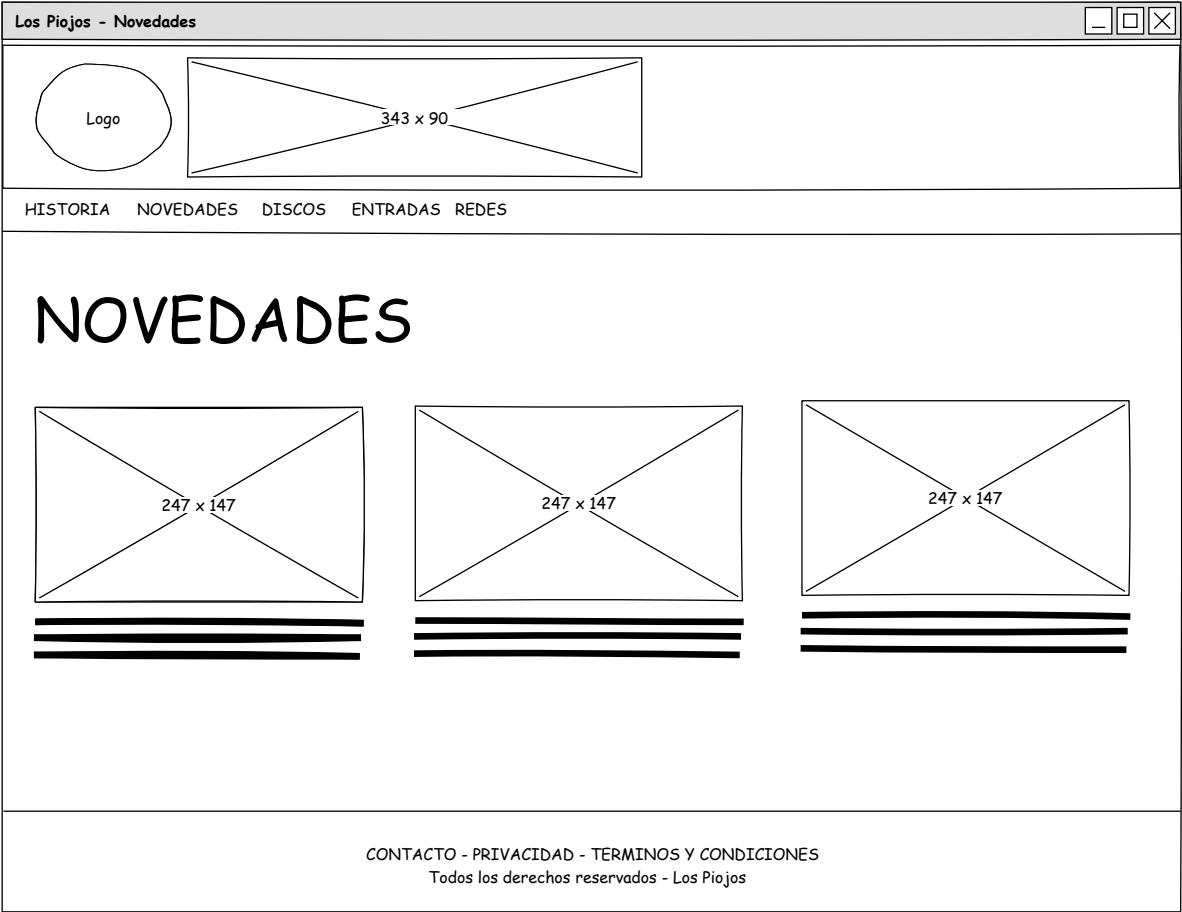 Los Piojos - Novedades
Logo
343 x 90
HISTORIA NOVEDADES DISCOS ENTRADAS REDES
NOVEDADES
247 x 147 247 x 147 247 x 147
CONTACTO - PRIVACIDAD - TERMINOS Y CONDICIONES
Todos los derechos reservados - Los Piojos